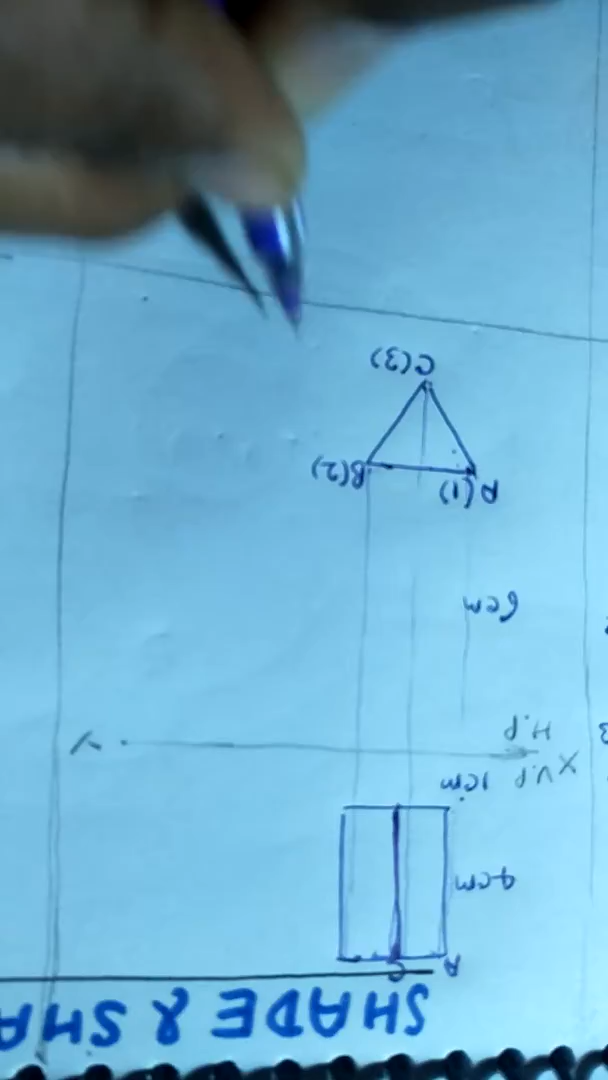 SHADE & SHA
A C
4cm
1cm
X V.P Y
H.P
6cm
A(1) B(2)
C(3)